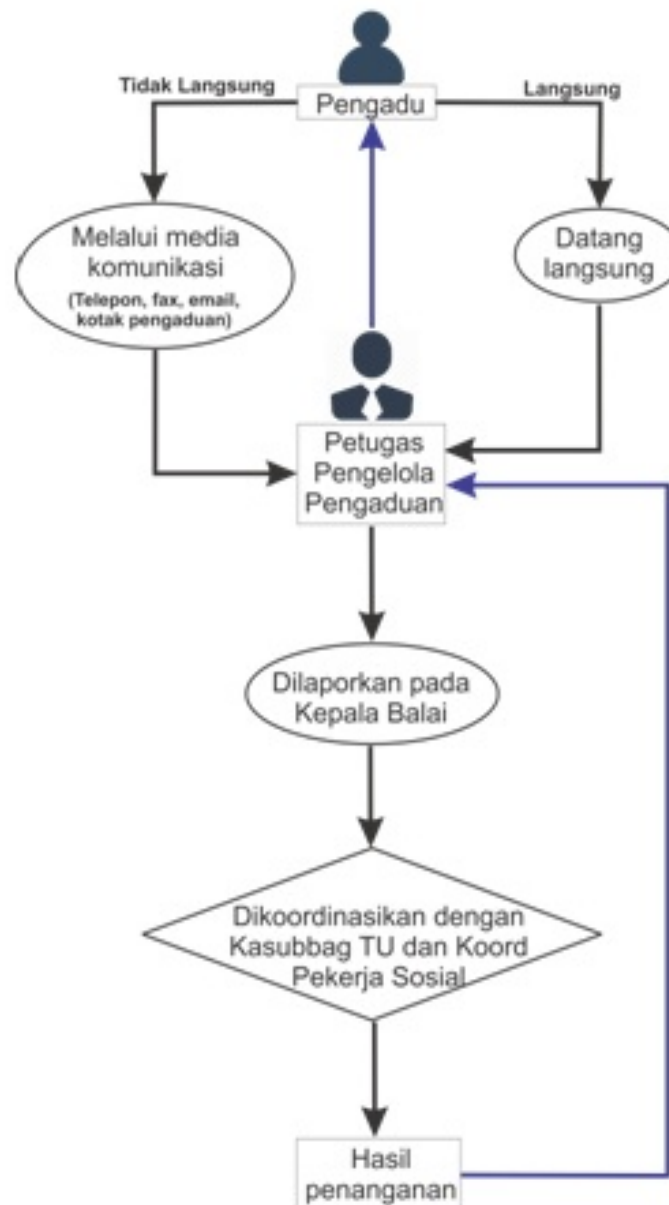 Tidak Langsung
Langsung
Pengadu
Melalui media
komunikasi
(Telepon, fax, email,
kotak pengaduan)
Datang
langsung
Petugas
Pengelola
Pengaduan
Dilaporkan pada
Kepala Balai
Dikoordinasikan dengan
Kasubbag TU dan Koord
Pekerja Sosial
Hasil
penanganan